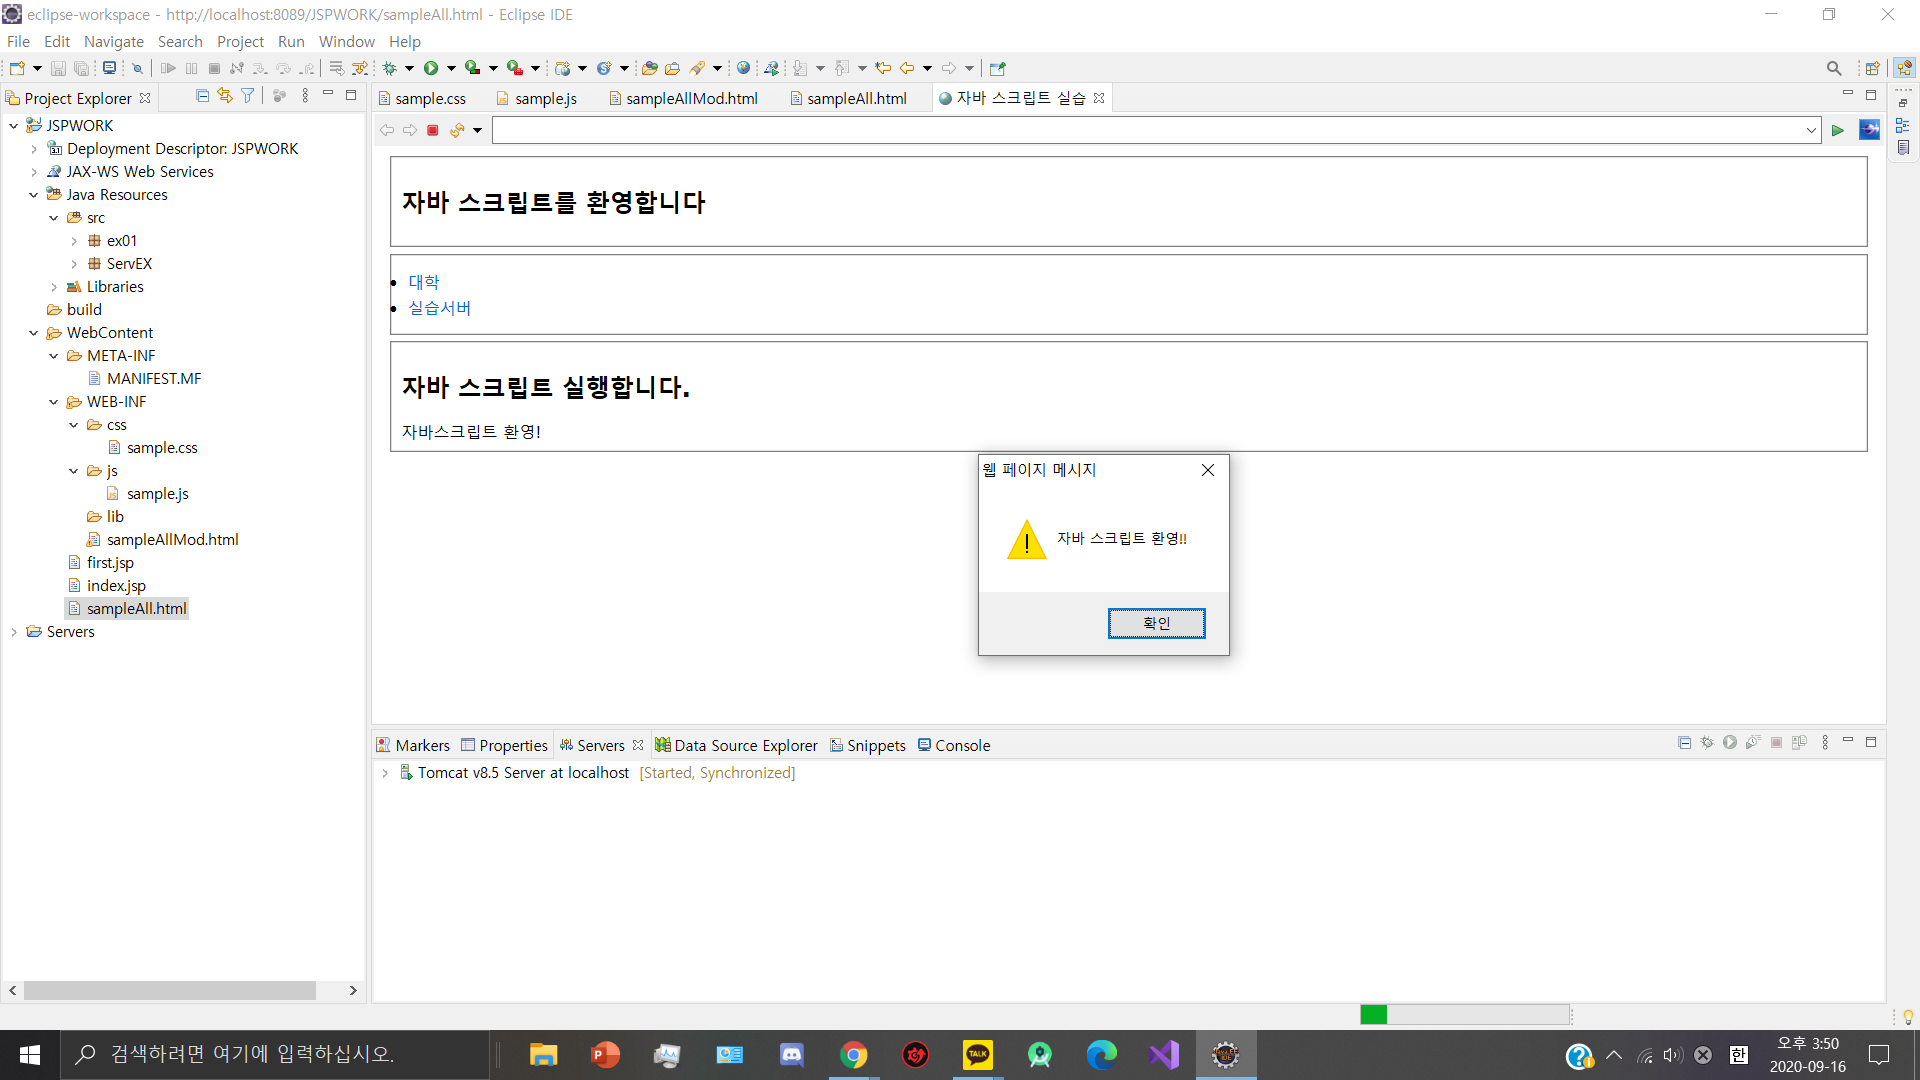 eclipse-workspace - http://localhost:8089/JSPWORK/sampleAll.html - Eclipse IDE
File Edit Navigate Search Project Run Window Help
Project Explorer
JSPWORK
Deployment Descriptor: JSPWORK
JAX-WS Web Services
Java Resources
src
ex01
ServEX
Libraries
build
WebContent
META-INF
MANIFEST.MF
WEB-INF
css
sample.css
js
sample.js
lib
sampleAllMod.html
first.jsp
index.jsp
sampleAll.html
Servers
sample.css sample.js sampleAllMod.html sampleAll.html 자바 스크립트 실습
자바 스크립트를 환영합니다
대학
실습서버
자바 스크립트 실행합니다.
자바스크립트 환영!
웹 페이지 메시지
자바 스크립트 환영!!
확인
Markers Properties Servers Data Source Explorer Snippets Console
Tomcat v8.5 Server at localhost [Started, Synchronized]
검색하려면 여기에 입력하십시오.
TALK
한
오후 3:50
2020-09-16